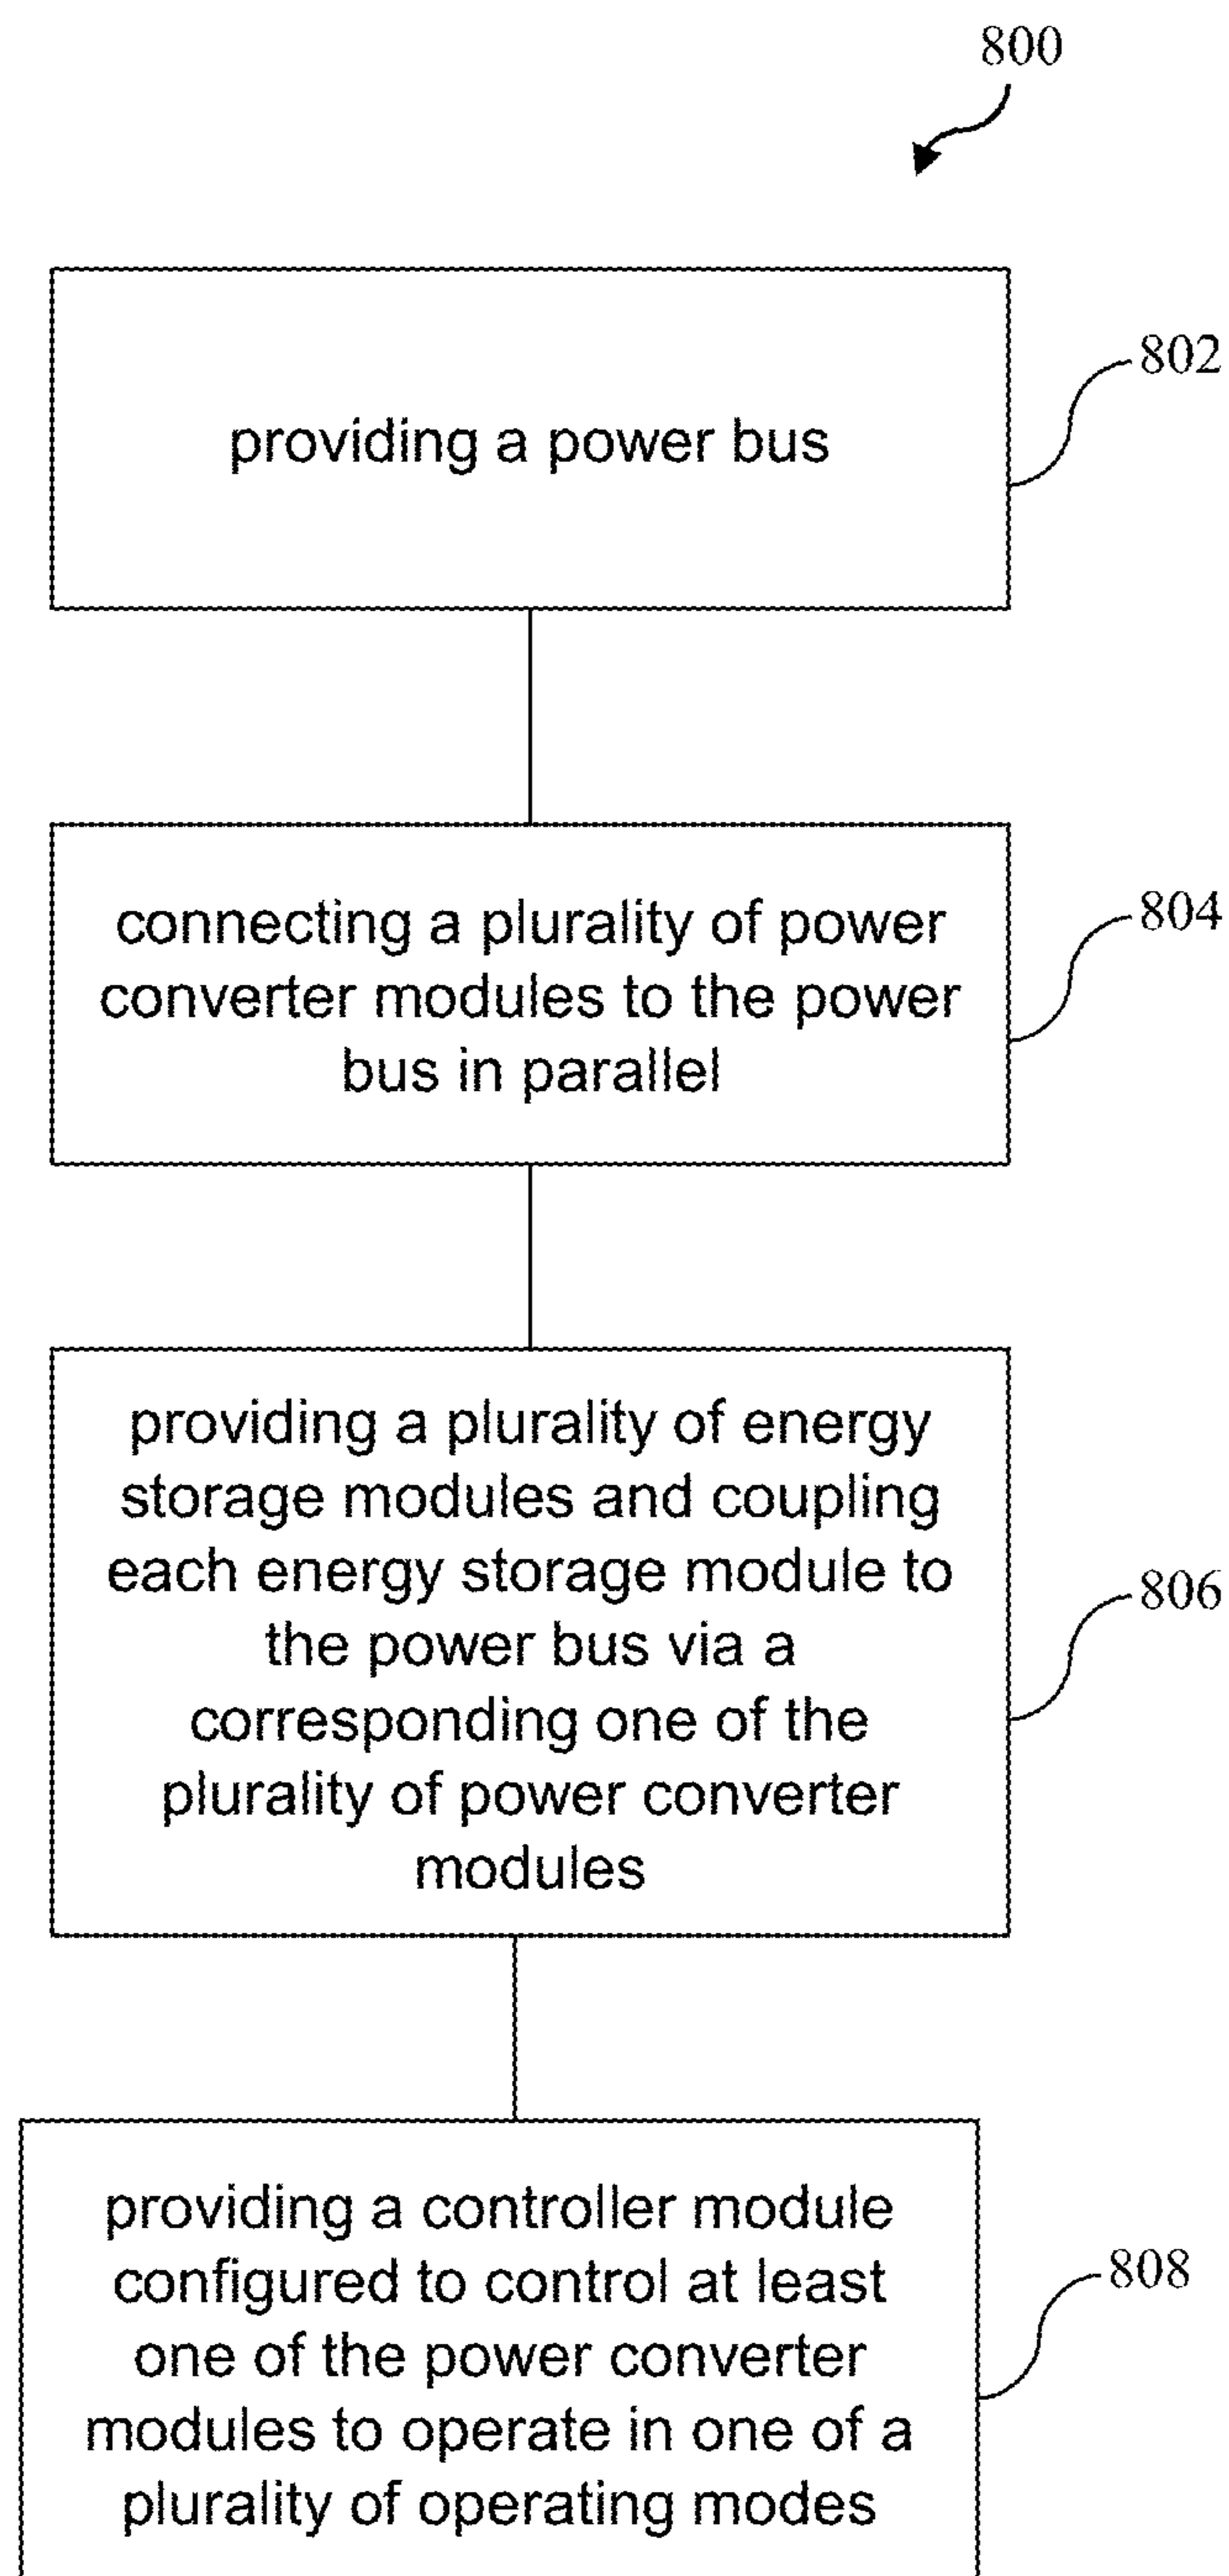 800
providing a power bus
802
connecting a plurality of power
converter modules to the power
bus in parallel
804
providing a plurality of energy
storage modules and coupling
each energy storage module to
the power bus via a
corresponding one of the
plurality of power converter
modules
806
providing a controller module
configured to control at least
one of the power converter
modules to operate in one of a
plurality of operating modes
808